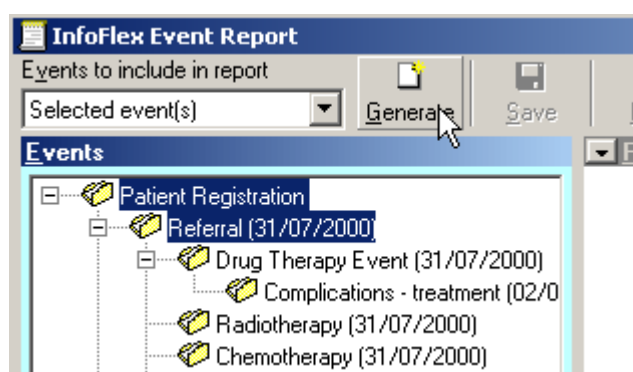 InfoFlex Event Report
Events to include in report
Selected event(s)
Generate
Save
Events
Patient Registration
Referral (31/07/2000)
Drug Therapy Event (31/07/2000)
Complications - treatment (02/0
Radiotherapy (31/07/2000)
Chemotherapy (31/07/2000)